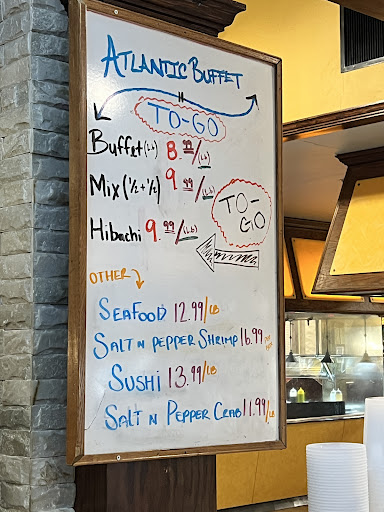 ATLANTIC BUFFET
TO-GO
Buffet (Lb) 8.99/(Lb)
Mix (1/2 + 1/2) 9.99/(Lb)
Hibachi 9.99/(Lb)
TO-
GO
OTHER
SEAFOOD 12.99/LB
SALT N PEPPER SHRIMP 16.99
SUSHI 13.99/LB
SALT N PEPPER CRAB 11.99/LB